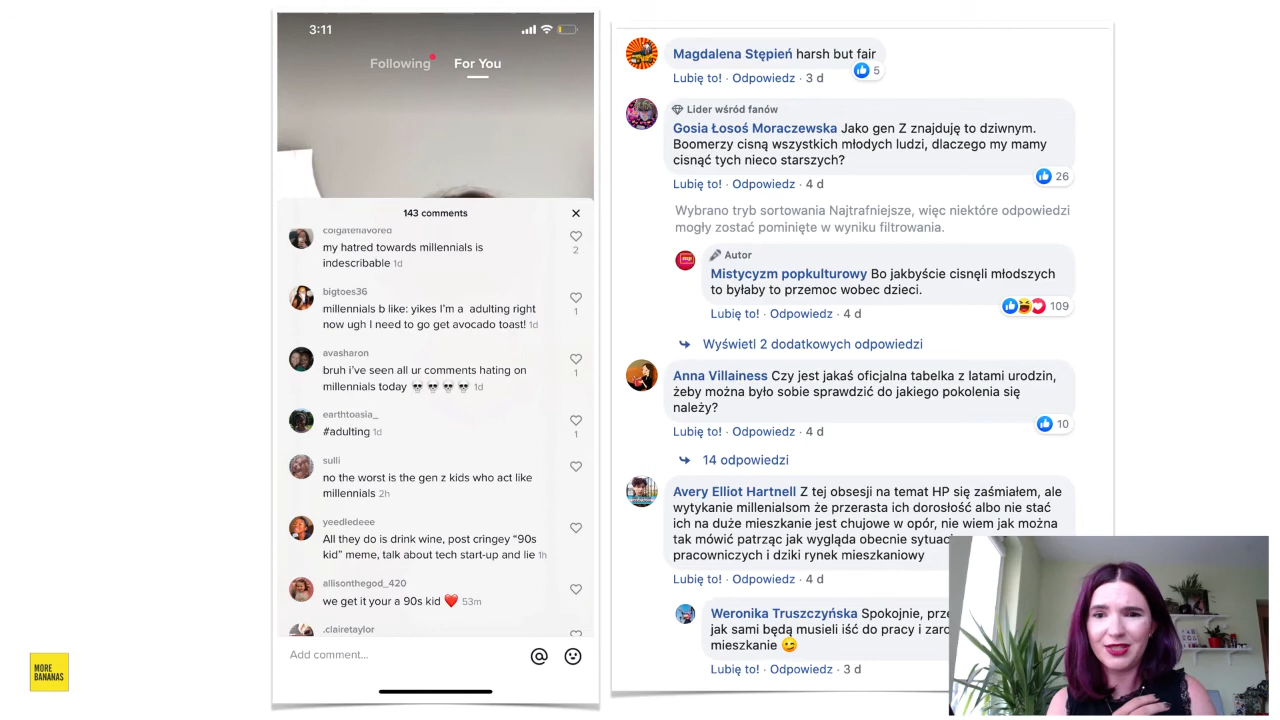 3:11
Following
For You
143 comments
colgateflavored
my hatred towards millennials is
indescribable 1d
2
bigtoes36
millennials b like: yikes I'm a adulting right
now ugh I need to go get avocado toast! 1d
1
avasharon
bruh i've seen all ur comments hating on
millennials today 💀 💀 💀 💀 1d
1
earthtoasia_
#adulting 1d
1
sulli
no the worst is the gen z kids who act like
millennials 2h
yeedledeee
All they do is drink wine, post cringey “90s
kid” meme, talk about tech start-up and lie 1h
allisonthegod_420
we get it your a 90s kid ❤️ 53m
.clairetaylor
Add comment...
MORE
BANANAS
Magdalena Stępień harsh but fair
5
Lubię to! · Odpowiedz · 3 d
Lider wśród fanów
Gosia Łosoś Moraczewska Jako gen Z znajduję to dziwnym.
Boomerzy cisną wszystkich młodych ludzi, dlaczego my mamy
cisnąć tych nieco starszych?
26
Lubię to! · Odpowiedz · 4 d
Wybrano tryb sortowania Najtrafniejsze, więc niektóre odpowiedzi
mogły zostać pominięte w wyniku filtrowania.
Autor
Mistycyzm popkulturowy Bo jakbyście cisnęli młodszych
to byłaby to przemoc wobec dzieci.
109
Lubię to! · Odpowiedz · 4 d
Wyświetl 2 dodatkowych odpowiedzi
Anna Villainess Czy jest jakaś oficjalna tabelka z latami urodzin,
żeby można było sobie sprawdzić do jakiego pokolenia się
należy?
10
Lubię to! · Odpowiedz · 4 d
14 odpowiedzi
Avery Elliot Hartnell Z tej obsesji na temat HP się zaśmiałem, ale
wytykanie millenialsom że przerasta ich dorosłość albo nie stać
ich na duże mieszkanie jest chujowe w opór, nie wiem jak można
tak mówić patrząc jak wygląda obecnie
pracowniczych i dziki rynek mieszkaniowy
Lubię to! · Odpowiedz · 4 d
Weronika Truszczyńska Spokojnie,
jak sami będą musieli iść do pracy i
mieszkanie 😉
Lubię to! · Odpowiedz · 3 d